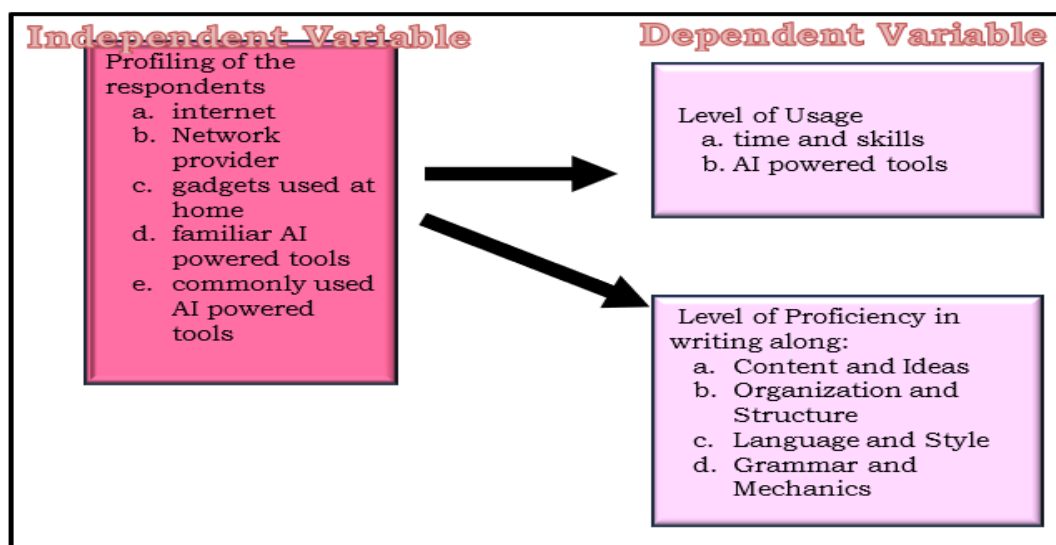 Independent Variable
Profiling of the
respondents
a. internet
b. Network
provider
c. gadgets used at
home
d. familiar AI
powered tools
e. commonly used
AI powered
tools
Dependent Variable
Level of Usage
a. time and skills
b. AI powered tools
Level of Proficiency in
writing along:
a. Content and Ideas
b. Organization and
Structure
c. Language and Style
d. Grammar and
Mechanics